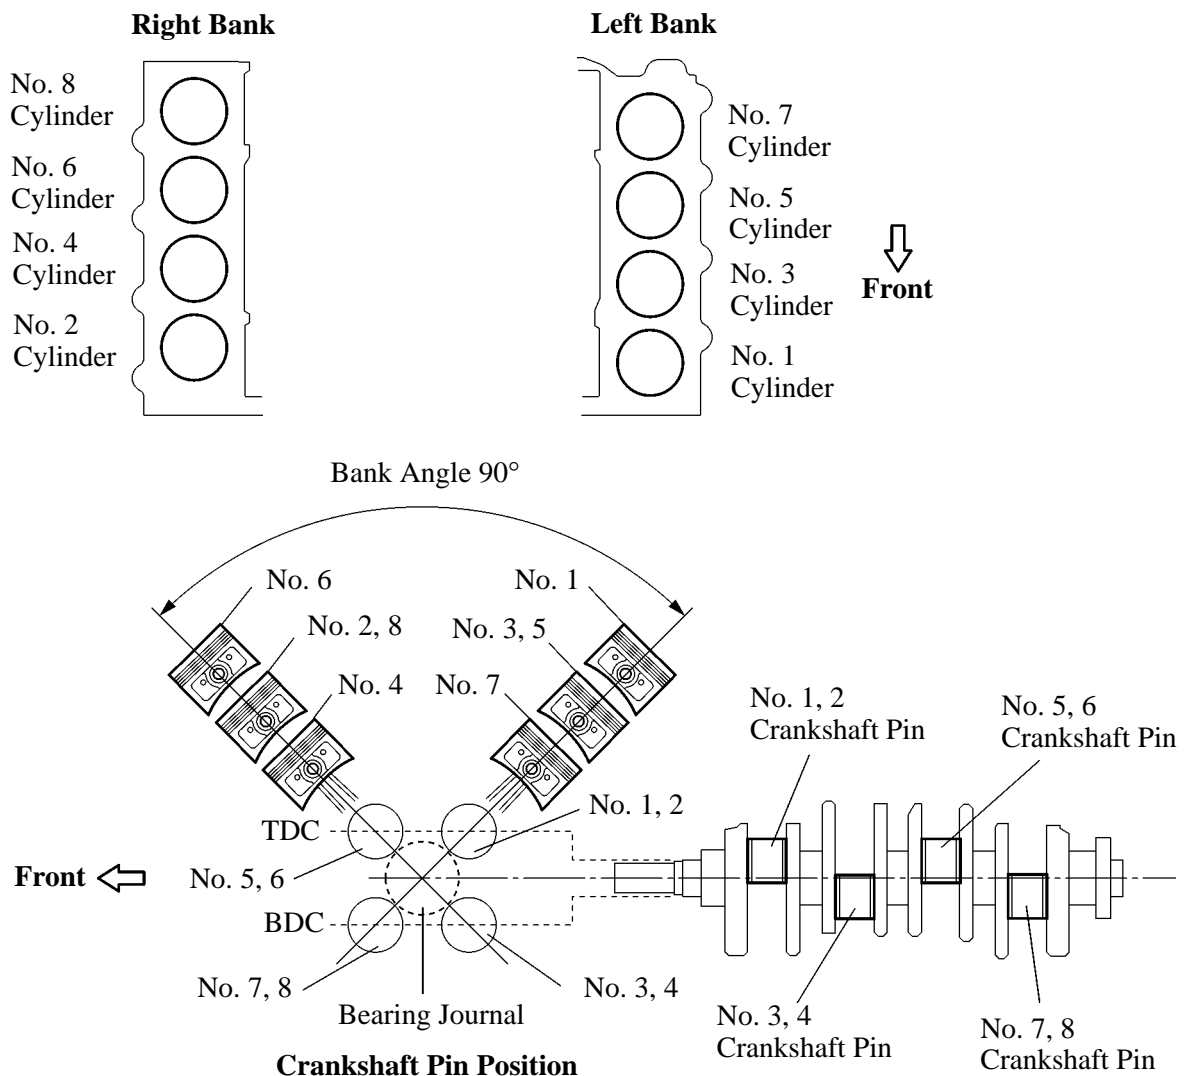 Right Bank
Left Bank
No. 8
Cylinder
No. 6
Cylinder
No. 4
Cylinder
No. 2
Cylinder
No. 7
Cylinder
No. 5
Cylinder
No. 3
Cylinder
No. 1
Cylinder
Front
Bank Angle 90°
No. 6
No. 1
No. 2, 8
No. 3, 5
No. 4
No. 7
No. 1, 2
Crankshaft Pin
No. 5, 6
Crankshaft Pin
TDC
No. 1, 2
Front
No. 5, 6
BDC
No. 7, 8
No. 3, 4
Bearing Journal
Crankshaft Pin Position
No. 3, 4
Crankshaft Pin
No. 7, 8
Crankshaft Pin